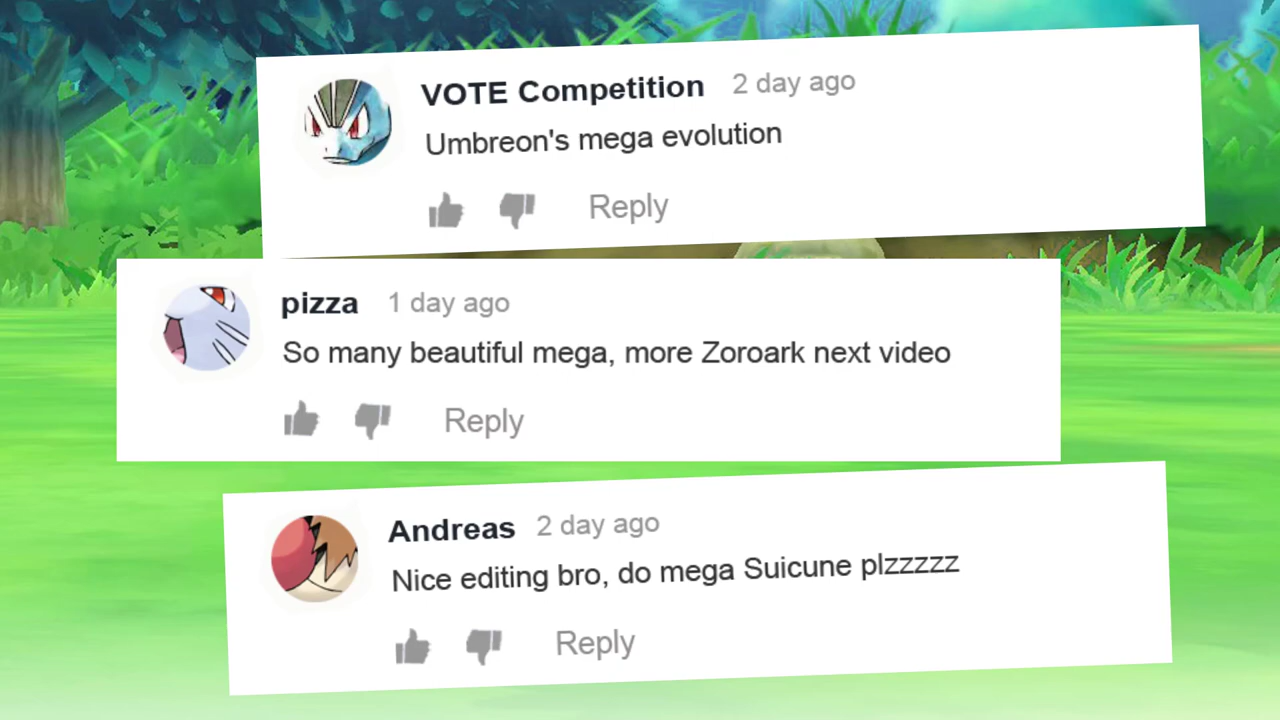 VOTE Competition 2 day ago
Umbreon's mega evolution
Reply
pizza 1 day ago
So many beautiful mega, more Zoroark next video
Reply
Andreas 2 day ago
Nice editing bro, do mega Suicune plzzzzz
Reply